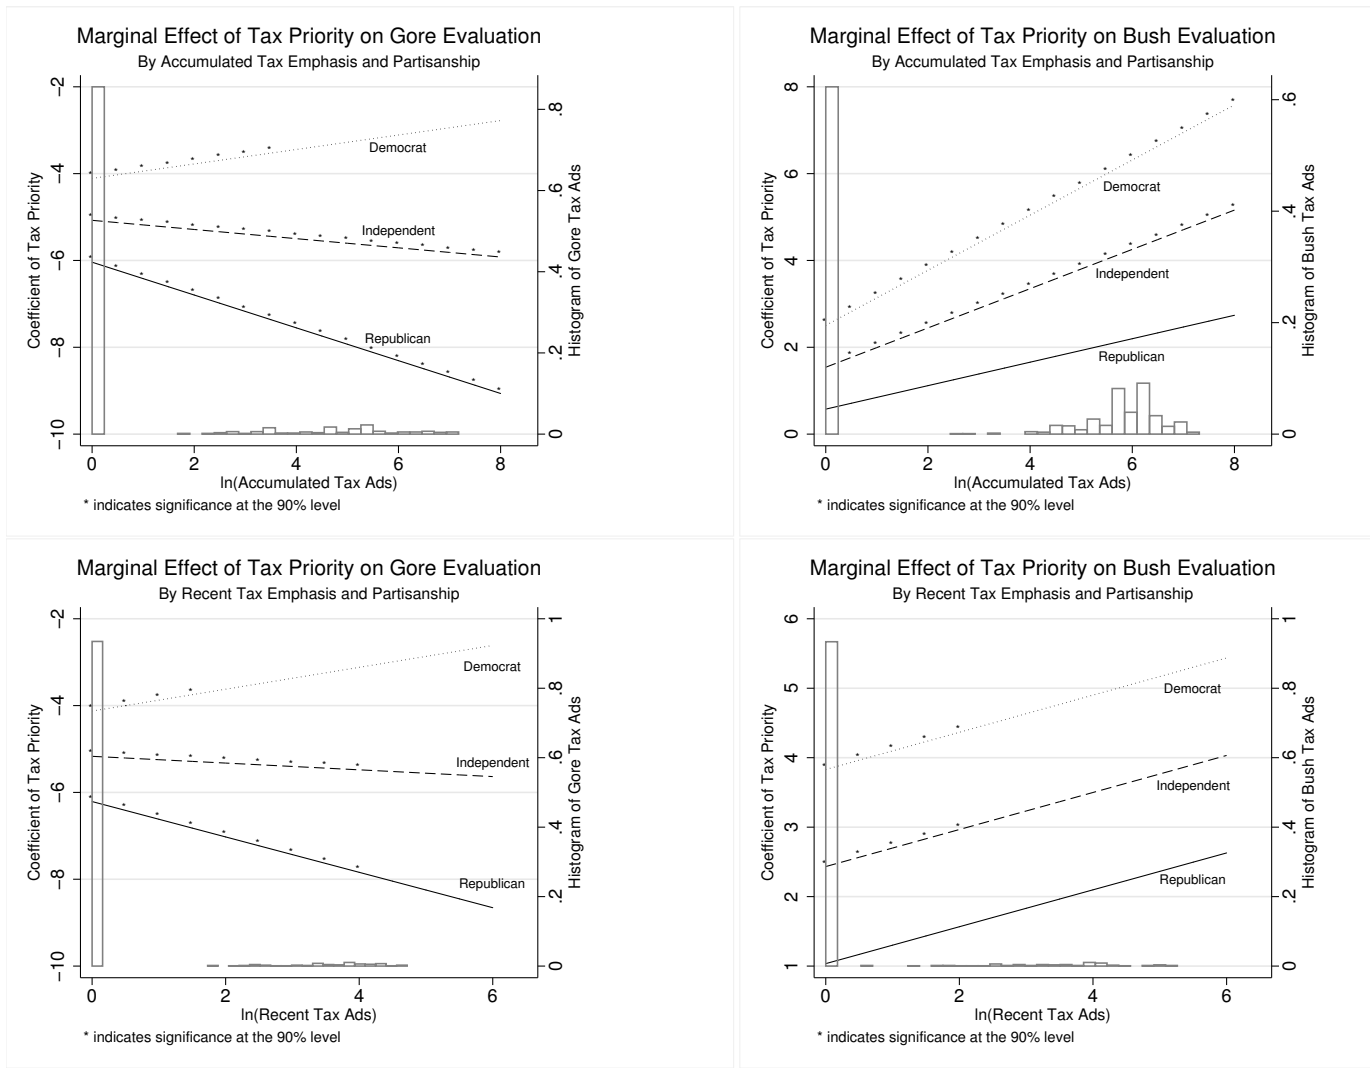 Marginal Effect of Tax Priority on Gore Evaluation
By Accumulated Tax Emphasis and Partisanship
Coefficient of Tax Priority
−2
−4
−6
−8
−10
Histogram of Gore Tax Ads
.8
.6
.4
.2
0
Democrat
Independent
Republican
0 2 4 6 8
ln(Accumulated Tax Ads)
* indicates significance at the 90% level
Marginal Effect of Tax Priority on Bush Evaluation
By Accumulated Tax Emphasis and Partisanship
Coefficient of Tax Priority
8
6
4
2
0
Histogram of Bush Tax Ads
.6
.4
.2
0
Democrat
Independent
Republican
0 2 4 6 8
ln(Accumulated Tax Ads)
* indicates significance at the 90% level
Marginal Effect of Tax Priority on Gore Evaluation
By Recent Tax Emphasis and Partisanship
Coefficient of Tax Priority
−2
−4
−6
−8
−10
Histogram of Gore Tax Ads
1
.8
.6
.4
.2
0
Democrat
Independent
Republican
0 2 4 6
ln(Recent Tax Ads)
* indicates significance at the 90% level
Marginal Effect of Tax Priority on Bush Evaluation
By Recent Tax Emphasis and Partisanship
Coefficient of Tax Priority
6
5
4
3
2
1
Histogram of Bush Tax Ads
1
.8
.6
.4
.2
0
Democrat
Independent
Republican
0 2 4 6
ln(Recent Tax Ads)
* indicates significance at the 90% level